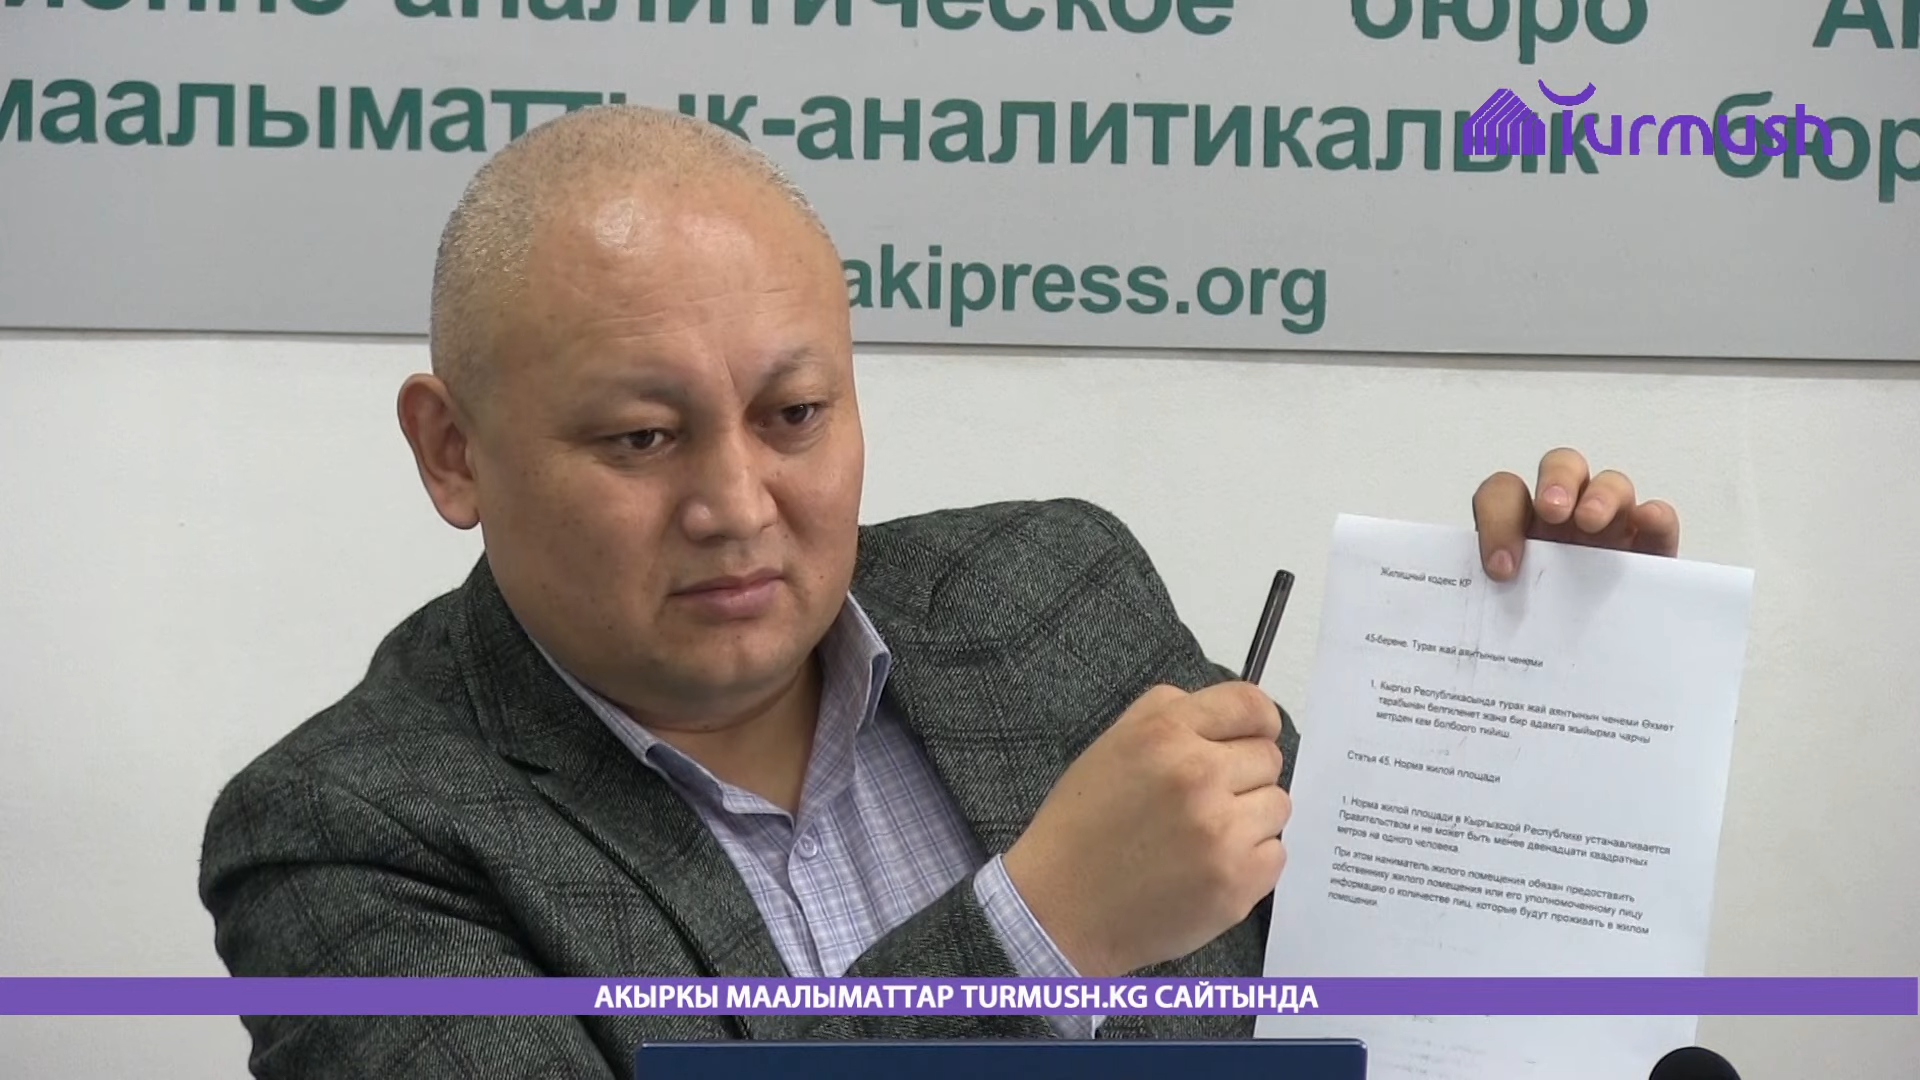 ионно-аналитическое бюро
маалыматтык-аналитикалык бюр
Turmush
akipress.org
Жилищный кодекс КР
45-берене. Турак жай аянтынын ченеми
1. Кыргыз Республикасында турак жай аянтынын ченеми Өкмөт
тарабынан белгиленет жана бир адамга жыйырма чарчы
метрден кем болбоого тийиш.
Статья 45. Норма жилой площади
1. Норма жилой площади в Кыргызской Республике устанавливается
Правительством и не может быть менее двенадцати квадратных
метров на одного человека.
При этом наниматель жилого помещения обязан предоставить
собственнику жилого помещения или его уполномоченному лицу
информацию о количестве лиц, которые будут проживать в жилом
помещении.
АКЫРКЫ МААЛЫМАТТАР TURMUSH.KG САЙТЫНДА